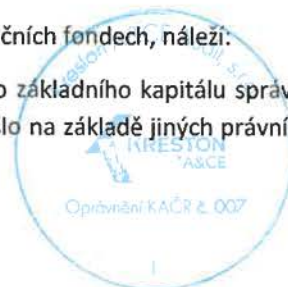 čních fondech, náleží:
o základního kapitálu správ
lo na základě jiných právní
KRESTON
A&CE
Oprávnění KAČR č. 007